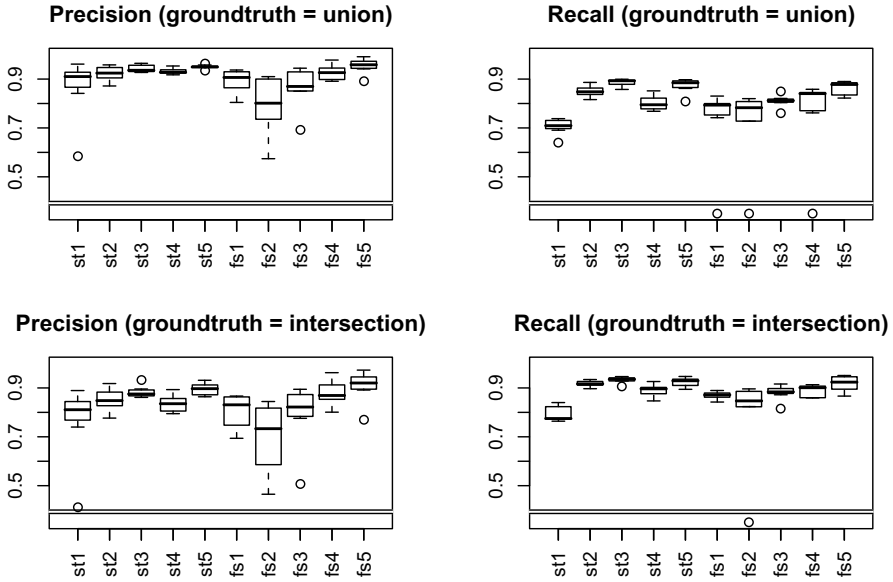 Precision (groundtruth = union)
0.9
0.7
0.5
st1 st2 st3 st4 st5 fs1 fs2 fs3 fs4 fs5
Recall (groundtruth = union)
0.9
0.7
0.5
st1 st2 st3 st4 st5 fs1 fs2 fs3 fs4 fs5
Precision (groundtruth = intersection)
0.9
0.7
0.5
st1 st2 st3 st4 st5 fs1 fs2 fs3 fs4 fs5
Recall (groundtruth = intersection)
0.9
0.7
0.5
st1 st2 st3 st4 st5 fs1 fs2 fs3 fs4 fs5